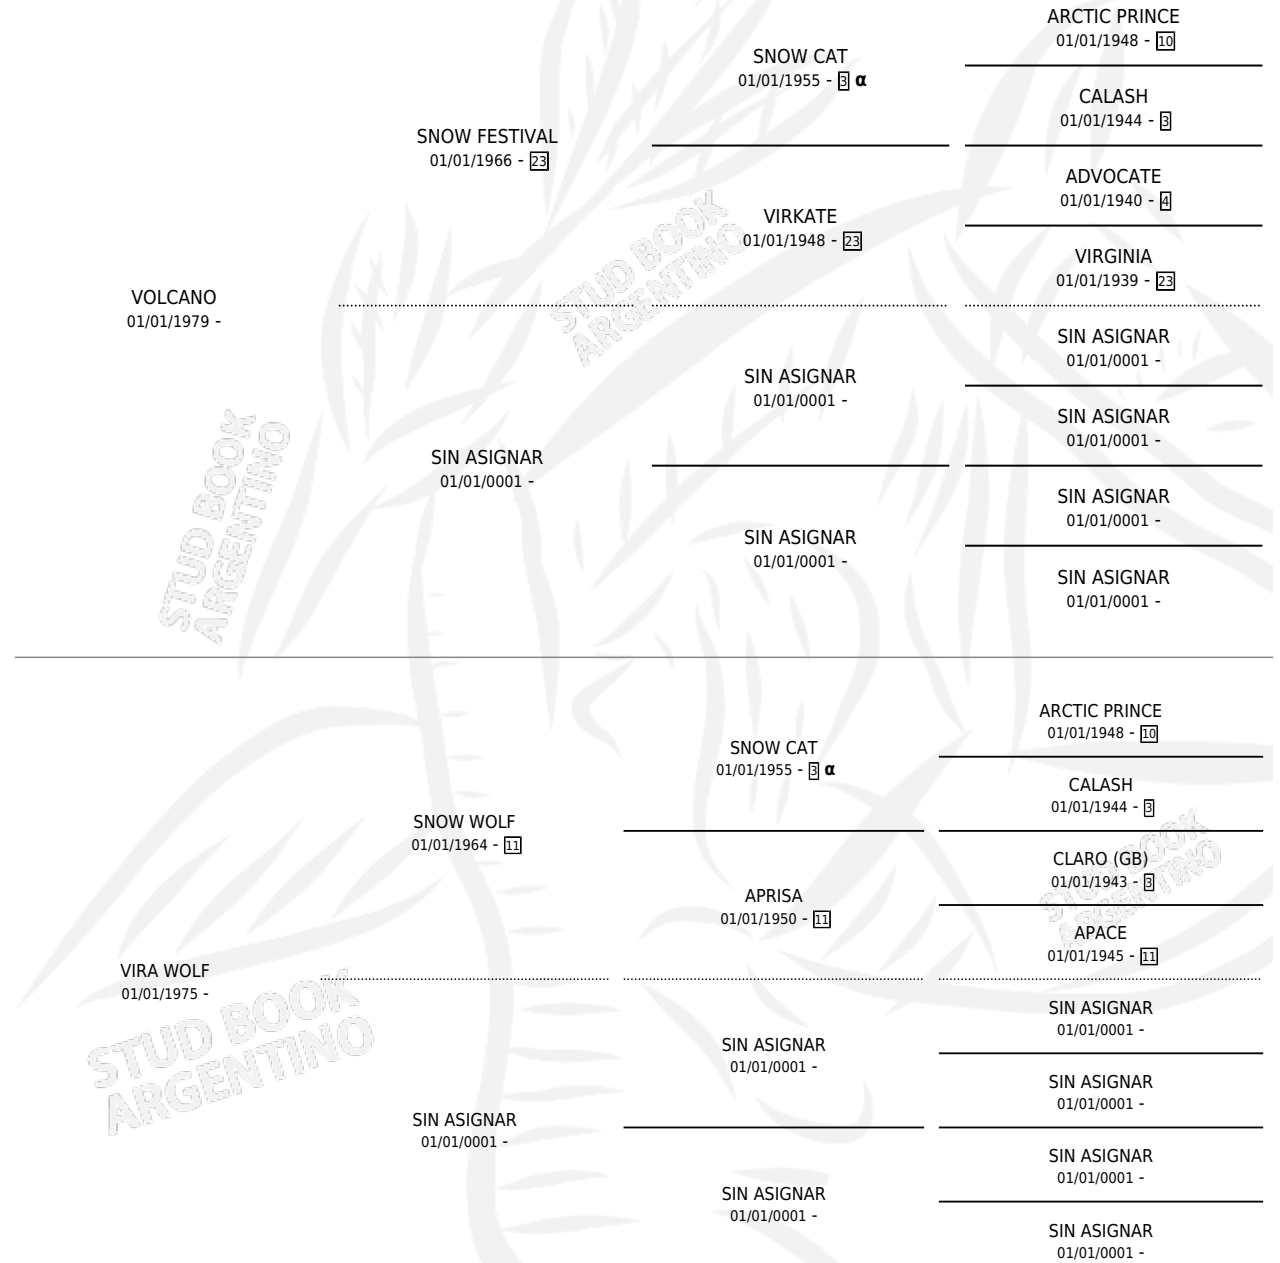 ARCTIC PRINCE
01/01/1948 - 10
SNOW CAT
01/01/1955 - 3 α
CALASH
01/01/1944 - 3
SNOW FESTIVAL
01/01/1966 - 23
ADVOCATE
01/01/1940 - 4
VIRKATE
01/01/1948 - 23
VIRGINIA
01/01/1939 - 23
VOLCANO
01/01/1979 -
SIN ASIGNAR
01/01/0001 -
SIN ASIGNAR
01/01/0001 -
SIN ASIGNAR
01/01/0001 -
SIN ASIGNAR
01/01/0001 -
SIN ASIGNAR
01/01/0001 -
SIN ASIGNAR
01/01/0001 -
SIN ASIGNAR
01/01/0001 -
STUD BOOK
ARGENTINO
STUD BOOK
ARGENTINO
ARCTIC PRINCE
01/01/1948 - 10
SNOW CAT
01/01/1955 - 3 α
CALASH
01/01/1944 - 3
SNOW WOLF
01/01/1964 - 11
CLARO (GB)
01/01/1943 - 3
APRISA
01/01/1950 - 11
APACE
01/01/1945 - 11
VIRA WOLF
01/01/1975 -
SIN ASIGNAR
01/01/0001 -
SIN ASIGNAR
01/01/0001 -
SIN ASIGNAR
01/01/0001 -
SIN ASIGNAR
01/01/0001 -
SIN ASIGNAR
01/01/0001 -
SIN ASIGNAR
01/01/0001 -
SIN ASIGNAR
01/01/0001 -
STUD BOOK
ARGENTINO
STUD BOOK
ARGENTINO